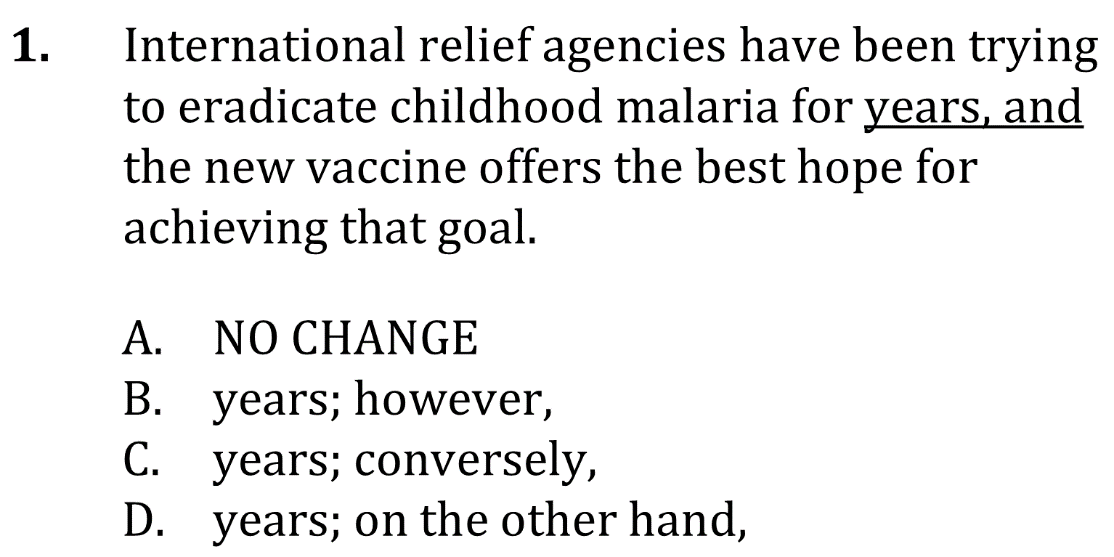 1. International relief agencies have been trying
to eradicate childhood malaria for years, and
the new vaccine offers the best hope for
achieving that goal.
A. NO CHANGE
B. years; however,
C. years; conversely,
D. years; on the other hand,